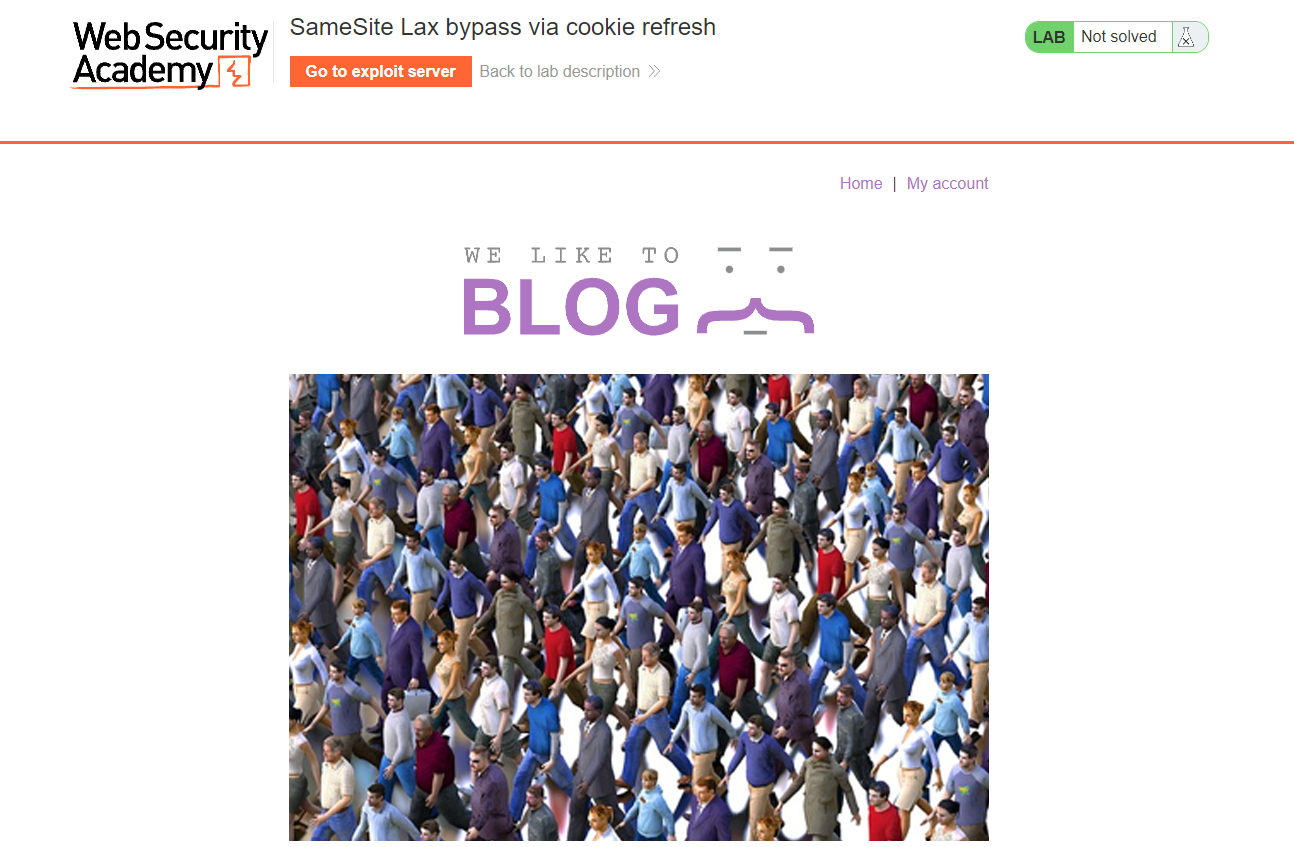 Web Security
Academy
SameSite Lax bypass via cookie refresh
Go to exploit server
Back to lab description
LAB
Not solved
Home | My account
WE LIKE TO
BLOG